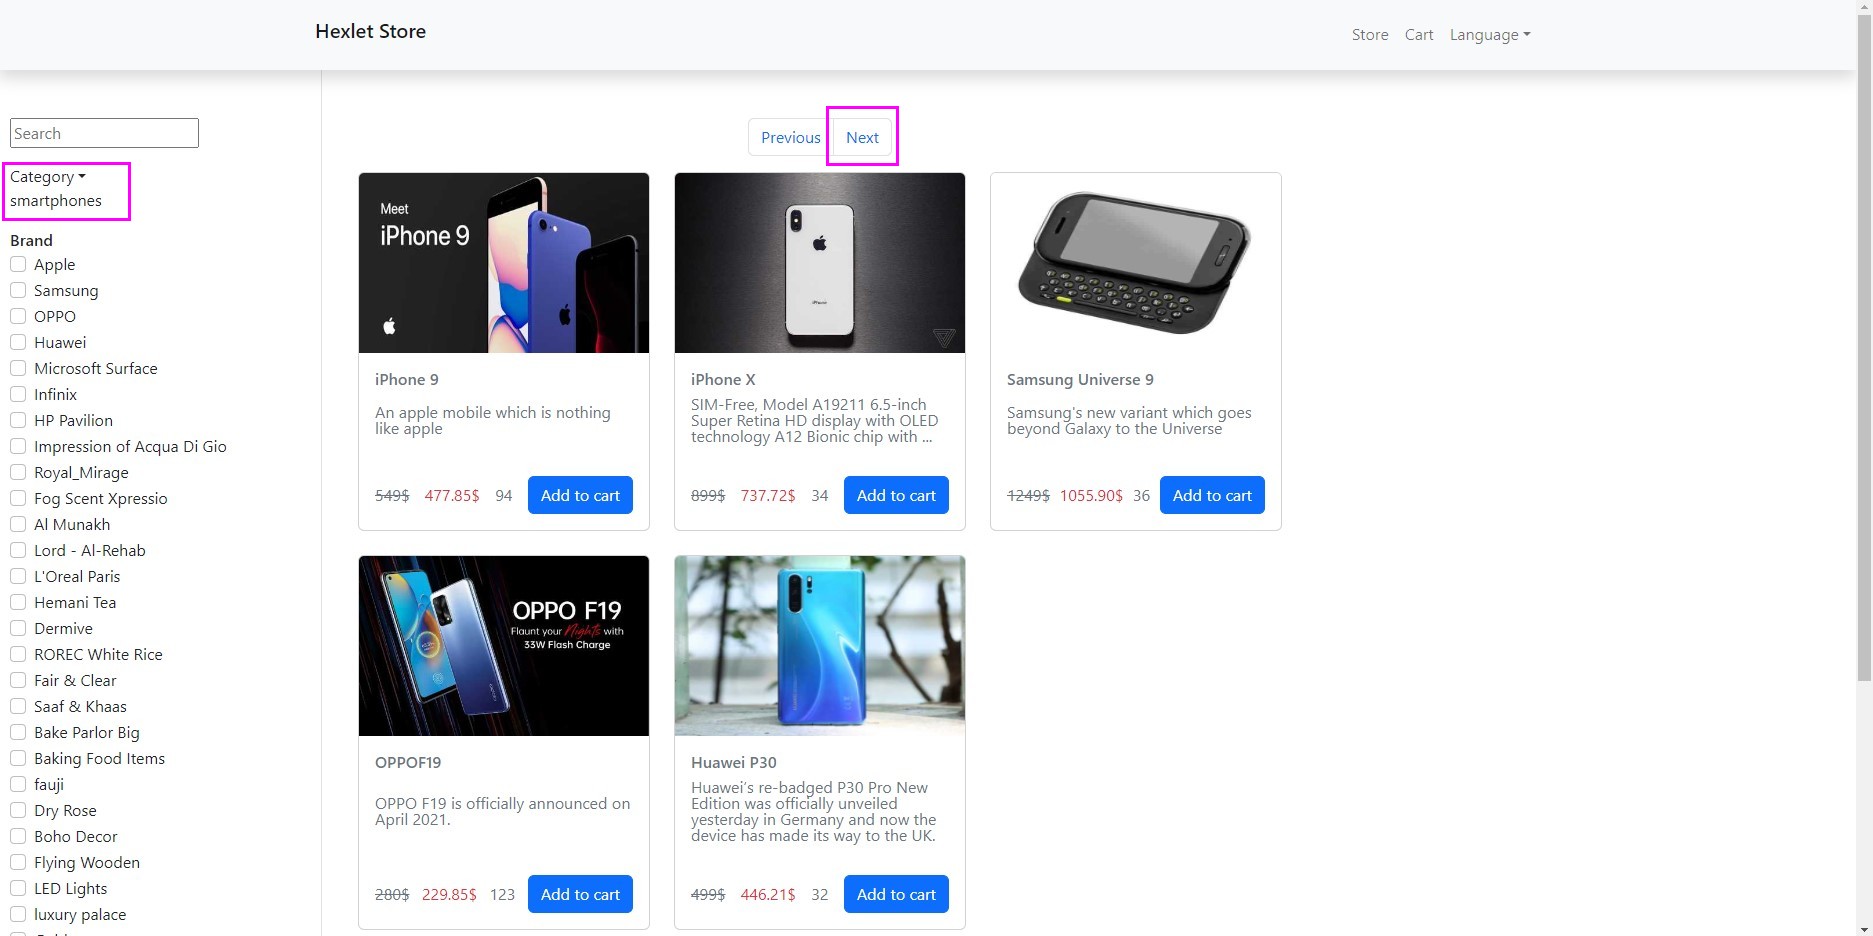 Hexlet Store
Store
Cart
Language
Search
Category
smartphones
Brand
Apple
Samsung
OPPO
Huawei
Microsoft Surface
Infinix
HP Pavilion
Impression of Acqua Di Gio
Royal_Mirage
Fog Scent Xpressio
Al Munakh
Lord - Al-Rehab
L'Oreal Paris
Hemani Tea
Dermive
ROREC White Rice
Fair & Clear
Saaf & Khaas
Bake Parlor Big
Baking Food Items
fauji
Dry Rose
Boho Decor
Flying Wooden
LED Lights
luxury palace
Previous
Next
Meet
iPhone 9
iPhone 9
An apple mobile which is nothing
like apple
549$ 477.85$ 94 Add to cart
iPhone
iPhone X
SIM-Free, Model A19211 6.5-inch
Super Retina HD display with OLED
technology A12 Bionic chip with ...
899$ 737.72$ 34 Add to cart
Samsung Universe 9
Samsung's new variant which goes
beyond Galaxy to the Universe
1249$ 1055.90$ 36 Add to cart
OPPO F19
Flaunt your Nights with
33W Flash Charge
OPPOF19
OPPO F19 is officially announced on
April 2021.
280$ 229.85$ 123 Add to cart
Huawei P30
Huawei's re-badged P30 Pro New
Edition was officially unveiled
yesterday in Germany and now the
device has made its way to the UK.
499$ 446.21$ 32 Add to cart